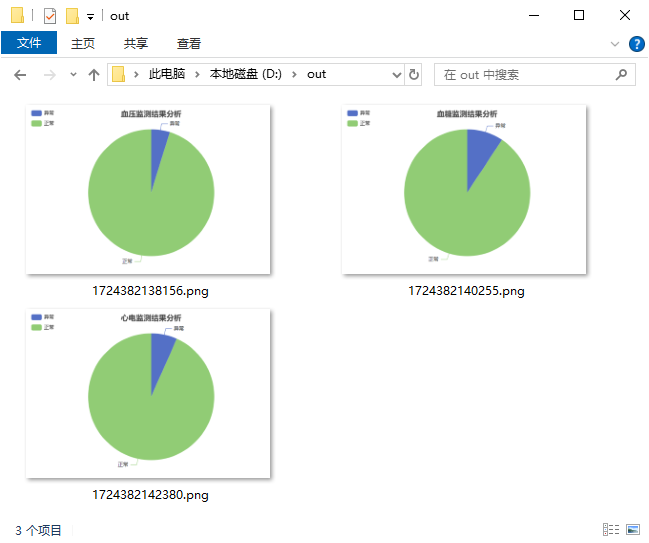 out
文件 主页 共享 查看
此电脑 本地磁盘 (D:) out
在 out 中搜索
异常
正常
血压监测结果分析
异常
正常
1724382138156.png
异常
正常
血糖监测结果分析
异常
正常
1724382140255.png
异常
正常
心电监测结果分析
异常
正常
1724382142380.png
3 个项目